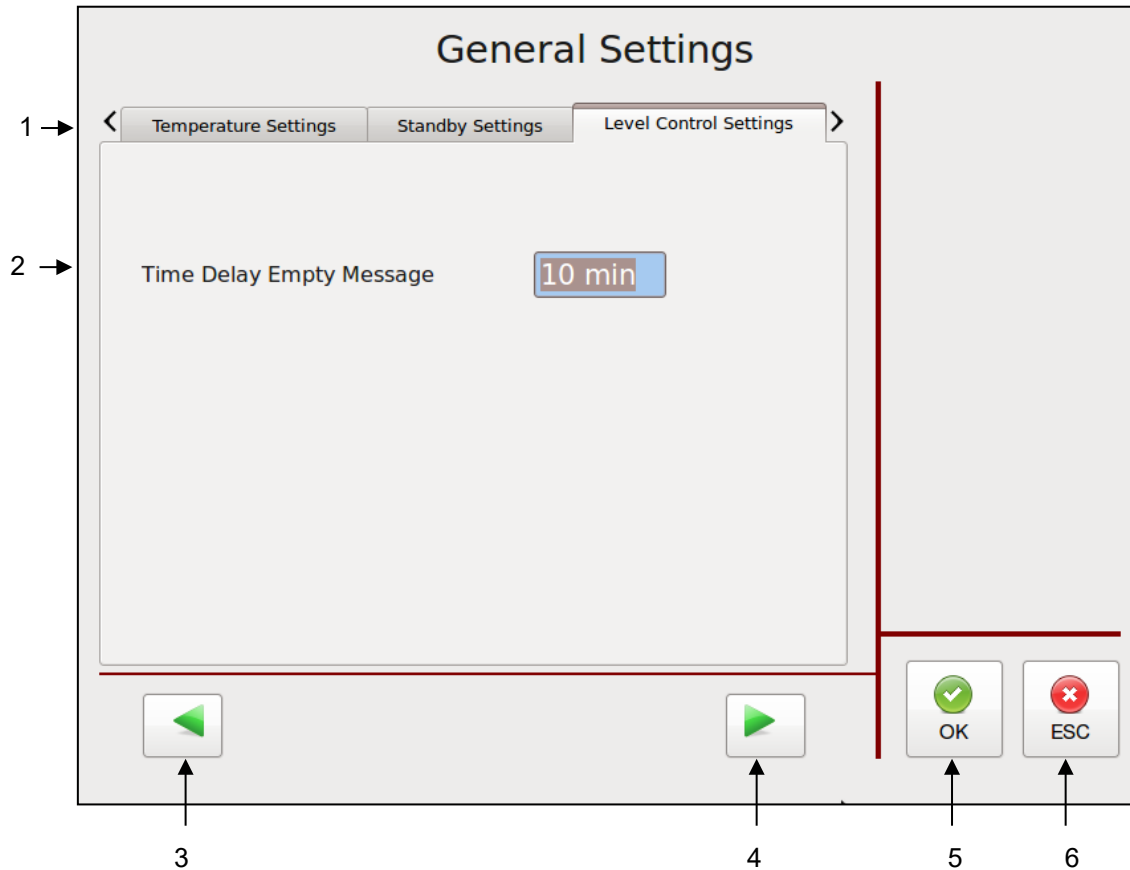 General Settings
1
Temperature Settings
Standby Settings
Level Control Settings
2
Time Delay Empty Message
10 min
OK
ESC
3
4
5
6